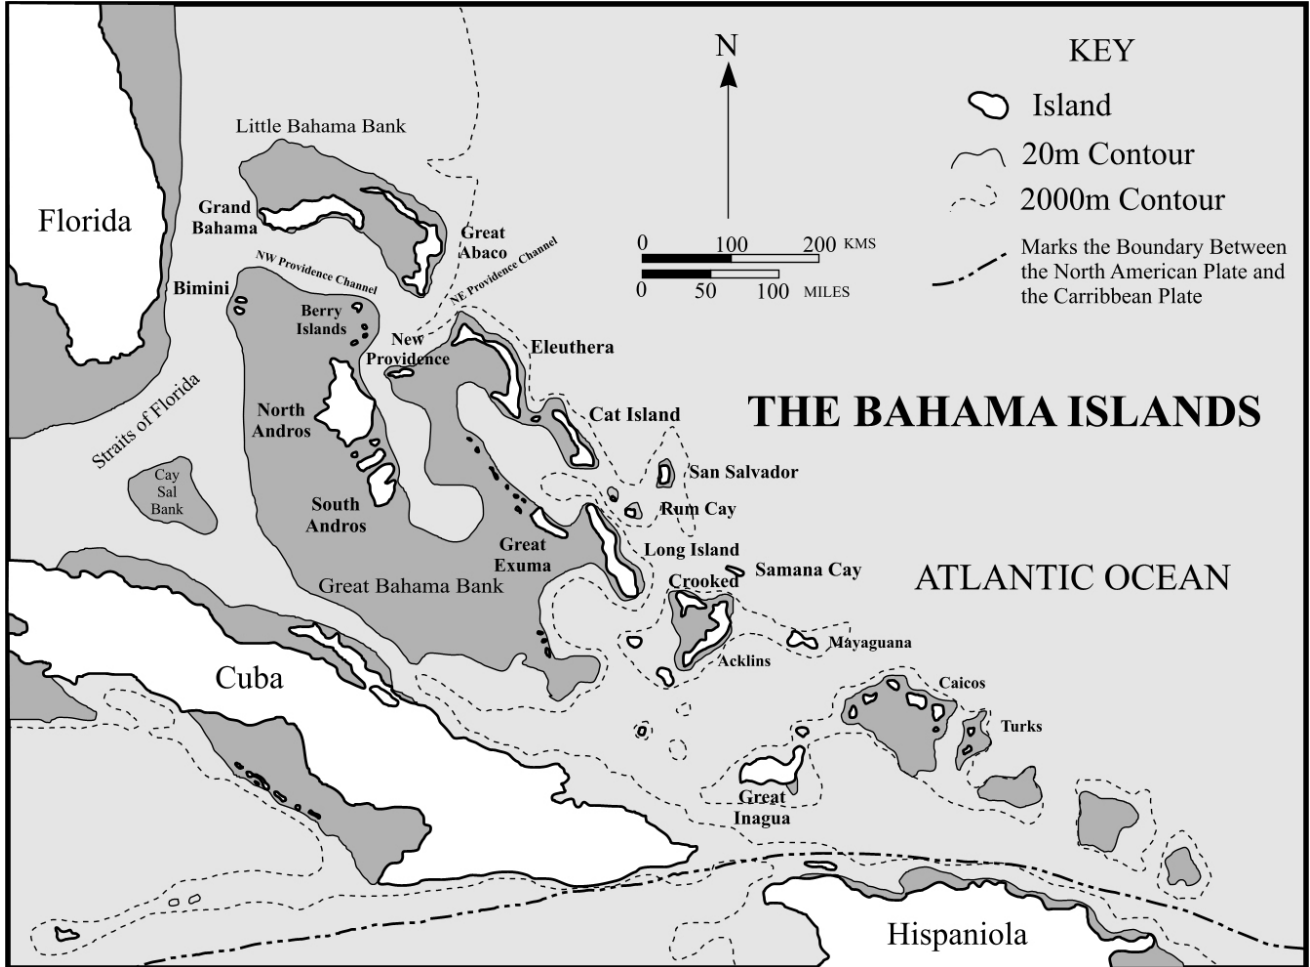 N
KEY
Island
20m Contour
2000m Contour
Marks the Boundary Between
the North American Plate and
the Carribbean Plate
0 100 200 KMS
0 50 100 MILES
Little Bahama Bank
Florida
Grand
Bahama
Great
Abaco
NW Providence Channel
NE Providence Channel
Bimini
Berry
Islands
New
Providence
Eleuthera
Straits of Florida
North
Andros
Cat Island
THE BAHAMA ISLANDS
Cay
Sal
Bank
San Salvador
South
Andros
Rum Cay
Great
Exuma
Long Island
Samana Cay
ATLANTIC OCEAN
Great Bahama Bank
Crooked
Mayaguana
Acklins
Cuba
Caicos
Turks
Great
Inagua
Hispaniola